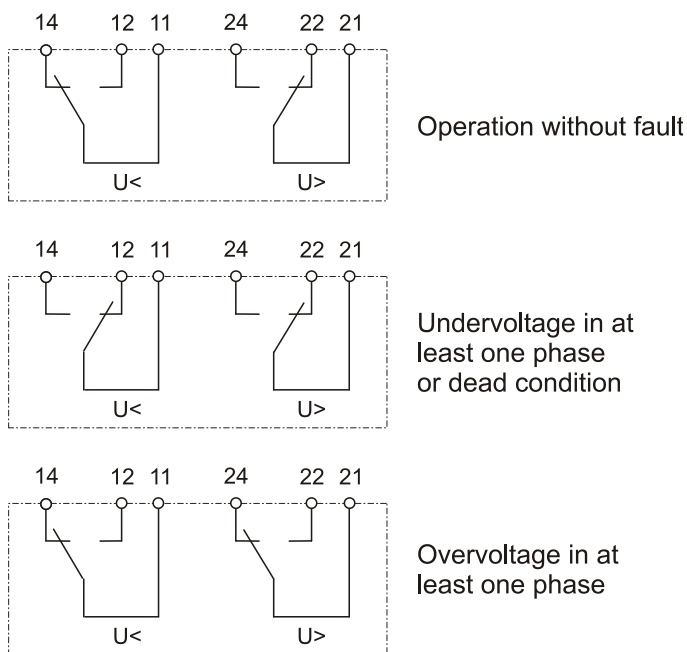 14 12 11 24 22 21
Operation without fault
U< U>
14 12 11 24 22 21
Undervoltage in at
least one phase
or dead condition
U< U>
14 12 11 24 22 21
Overvoltage in at
least one phase
U< U>